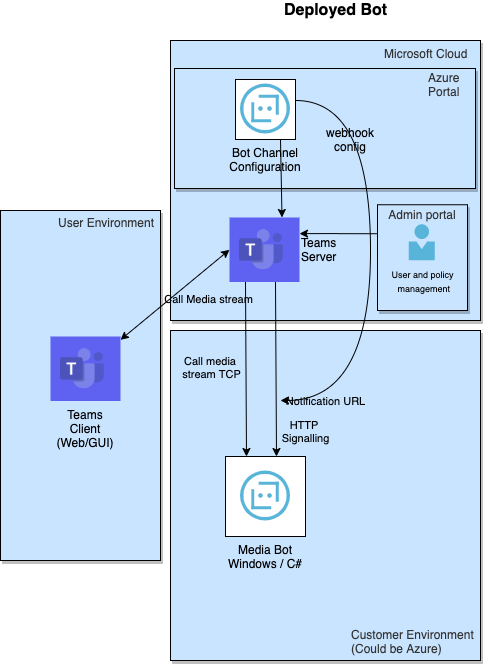 Deployed Bot
Microsoft Cloud
Azure
Portal
webhook
config
Bot Channel
Configuration
User Environment
Admin portal
Teams
Server
User and policy
management
Call Media stream
Call media
stream TCP
Notification URL
Teams
Client
(Web/GUI)
HTTP
Signalling
Media Bot
Windows / C#
Customer Environment
(Could be Azure)